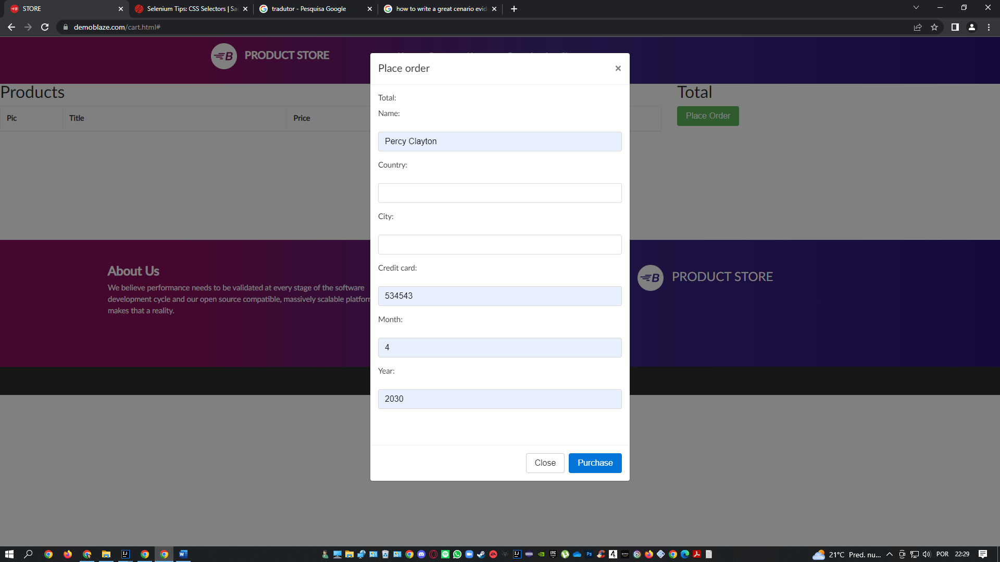 STORE
Selenium Tips: CSS Selectors | Sa
tradutor - Pesquisa Google
how to write a great cenario evid
demoblaze.com/cart.html#
B PRODUCT STORE
Place order
×
Products
Total
Pic
Title
Price
Place Order
Total:
Name:
Percy Clayton
Country:
City:
Credit card:
534543
Month:
4
Year:
2030
Close
Purchase
About Us
We believe performance needs to be validated at every stage of the software
development cycle and our open source compatible, massively scalable platform
makes that a reality.
B PRODUCT STORE
21°C Pred. nu...
POR
22:29